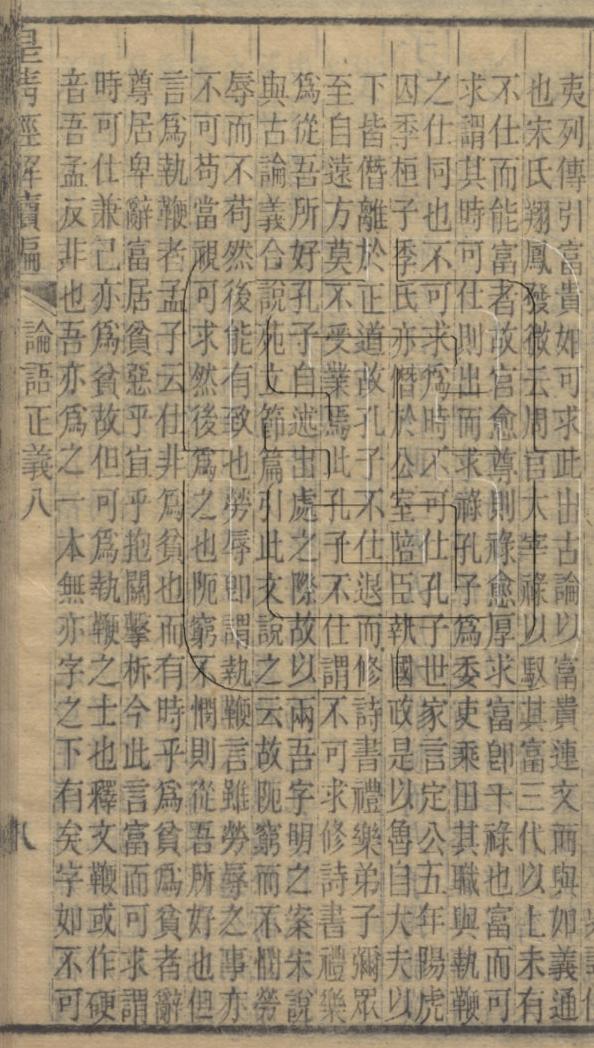 夷列傳引富貴如可求此出古論以富貴連文而與如義通
也宋氏翔鳳發微云周官太宰祿以馭其富三代以上未有
不仕而能富者故官愈尊則祿愈厚求富卽干祿也富而可
求謂其時可仕則出而求祿孔子爲委吏乘田其職與執鞭
之仕同也不可求爲時不可仕孔子世家言定公五年陽虎
囚季桓子季氏亦僭於公室陪臣執國政是以魯自大夫以
下皆僭離於正道故孔子不仕退而修詩書禮樂弟子彌眾
至自遠方莫不受業焉此孔子不仕謂不可求修詩書禮樂
爲從吾所好孔子自述出處之際故以兩吾字明之案宋說
與古論義合說苑立節篇引此文說之云故阨窮而不憫勞
辱而不苟然後能有致也勞辱卽謂執鞭言雖勞辱之事亦
不可苟當視可求然後爲之也阨窮不憫則從吾所好也但
言爲執鞭者孟子云仕非爲貧也而有時乎爲貧爲貧者辭
尊居卑辭富居貧惡乎宜乎抱關擊柝今此言富而可求謂
時可仕兼己亦爲貧故但可爲執鞭之士也釋文鞭或作硬
音吾孟反非也吾亦爲之一本無亦字之下有矣字如不可
皇清經解續編
論語正義八
八